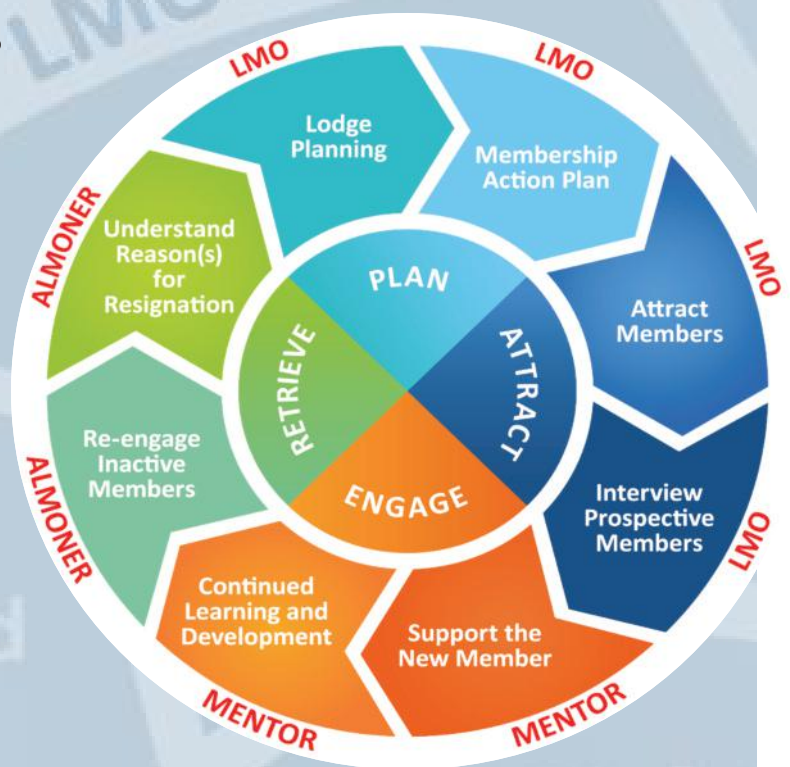 LMO
LMO
LMO
Lodge
Planning
Membership
Action Plan
LMO
Attract
Members
LMO
Interview
Prospective
Members
MENTOR
Support the
New Member
MENTOR
Continued
Learning and
Development
ALMONER
Re-engage
Inactive
Members
ALMONER
Understand
Reason(s)
for
Resignation
PLAN
ATTRACT
ENGAGE
RETRIEVE